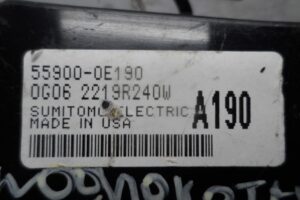 55900-0E190
0G06 2219R240W
SUMITOMO ELECTRIC
MADE IN USA
A190